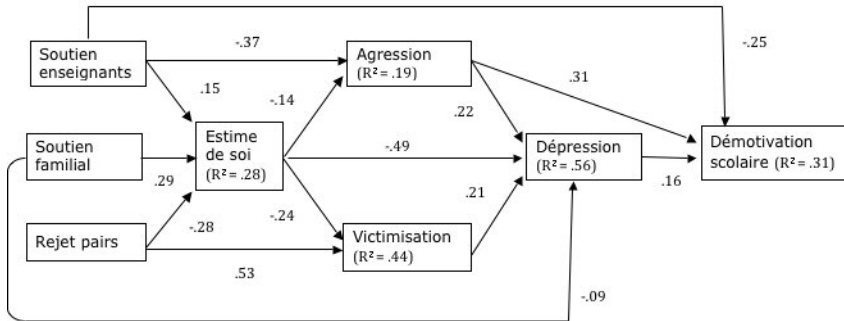 Soutien
enseignants
-.37
Agression
(R² = .19)
-.25
.15
-.14
.31
.22
Soutien
familial
Estime
de soi
(R² = .28)
-.49
Dépression
(R² = .56)
Démotivation
scolaire (R² = .31)
.29
.16
.21
-.24
Rejet pairs
-.28
Victimisation
(R² = .44)
.53
-.09